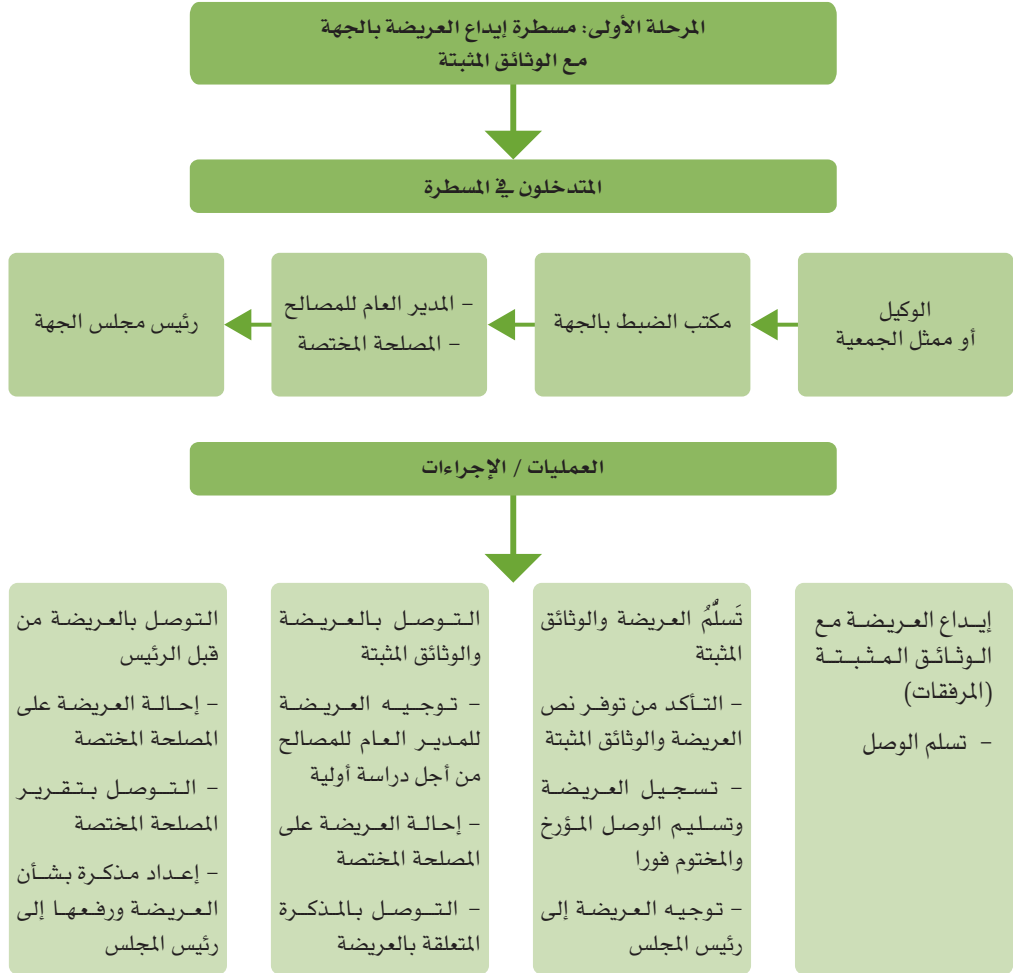 المرحلة الأولى: مسطرة إيداع العريضة بالجهة
مع الوثائق المثبتة
المتدخلون في المسطرة
الوكيل
أو ممثل الجمعية
مكتب الضبط بالجهة
– المدير العام للمصالح
– المصلحة المختصة
رئيس مجلس الجهة
العمليات / الإجراءات
إيداع العريضة مع
الوثائق المثبتة
(المرفقات)
– تسلم الوصل
تَسلُّمُ العريضة والوثائق
المثبتة
– التأكد من توفر نص
العريضة والوثائق المثبتة
– تسجيل العريضة
وتسليم الوصل المؤرخ
والمختوم فورا
– توجيه العريضة إلى
رئيس المجلس
التوصل بالعريضة
والوثائق المثبتة
– توجيه العريضة
للمدير العام للمصالح
من أجل دراسة أولية
– إحالة العريضة على
المصلحة المختصة
– التوصل بالمذكرة
المتعلقة بالعريضة
التوصل بالعريضة من
قبل الرئيس
– إحالة العريضة على
المصلحة المختصة
– التوصل بتقرير
المصلحة المختصة
– إعداد مذكرة بشأن
العريضة ورفعها إلى
رئيس المجلس